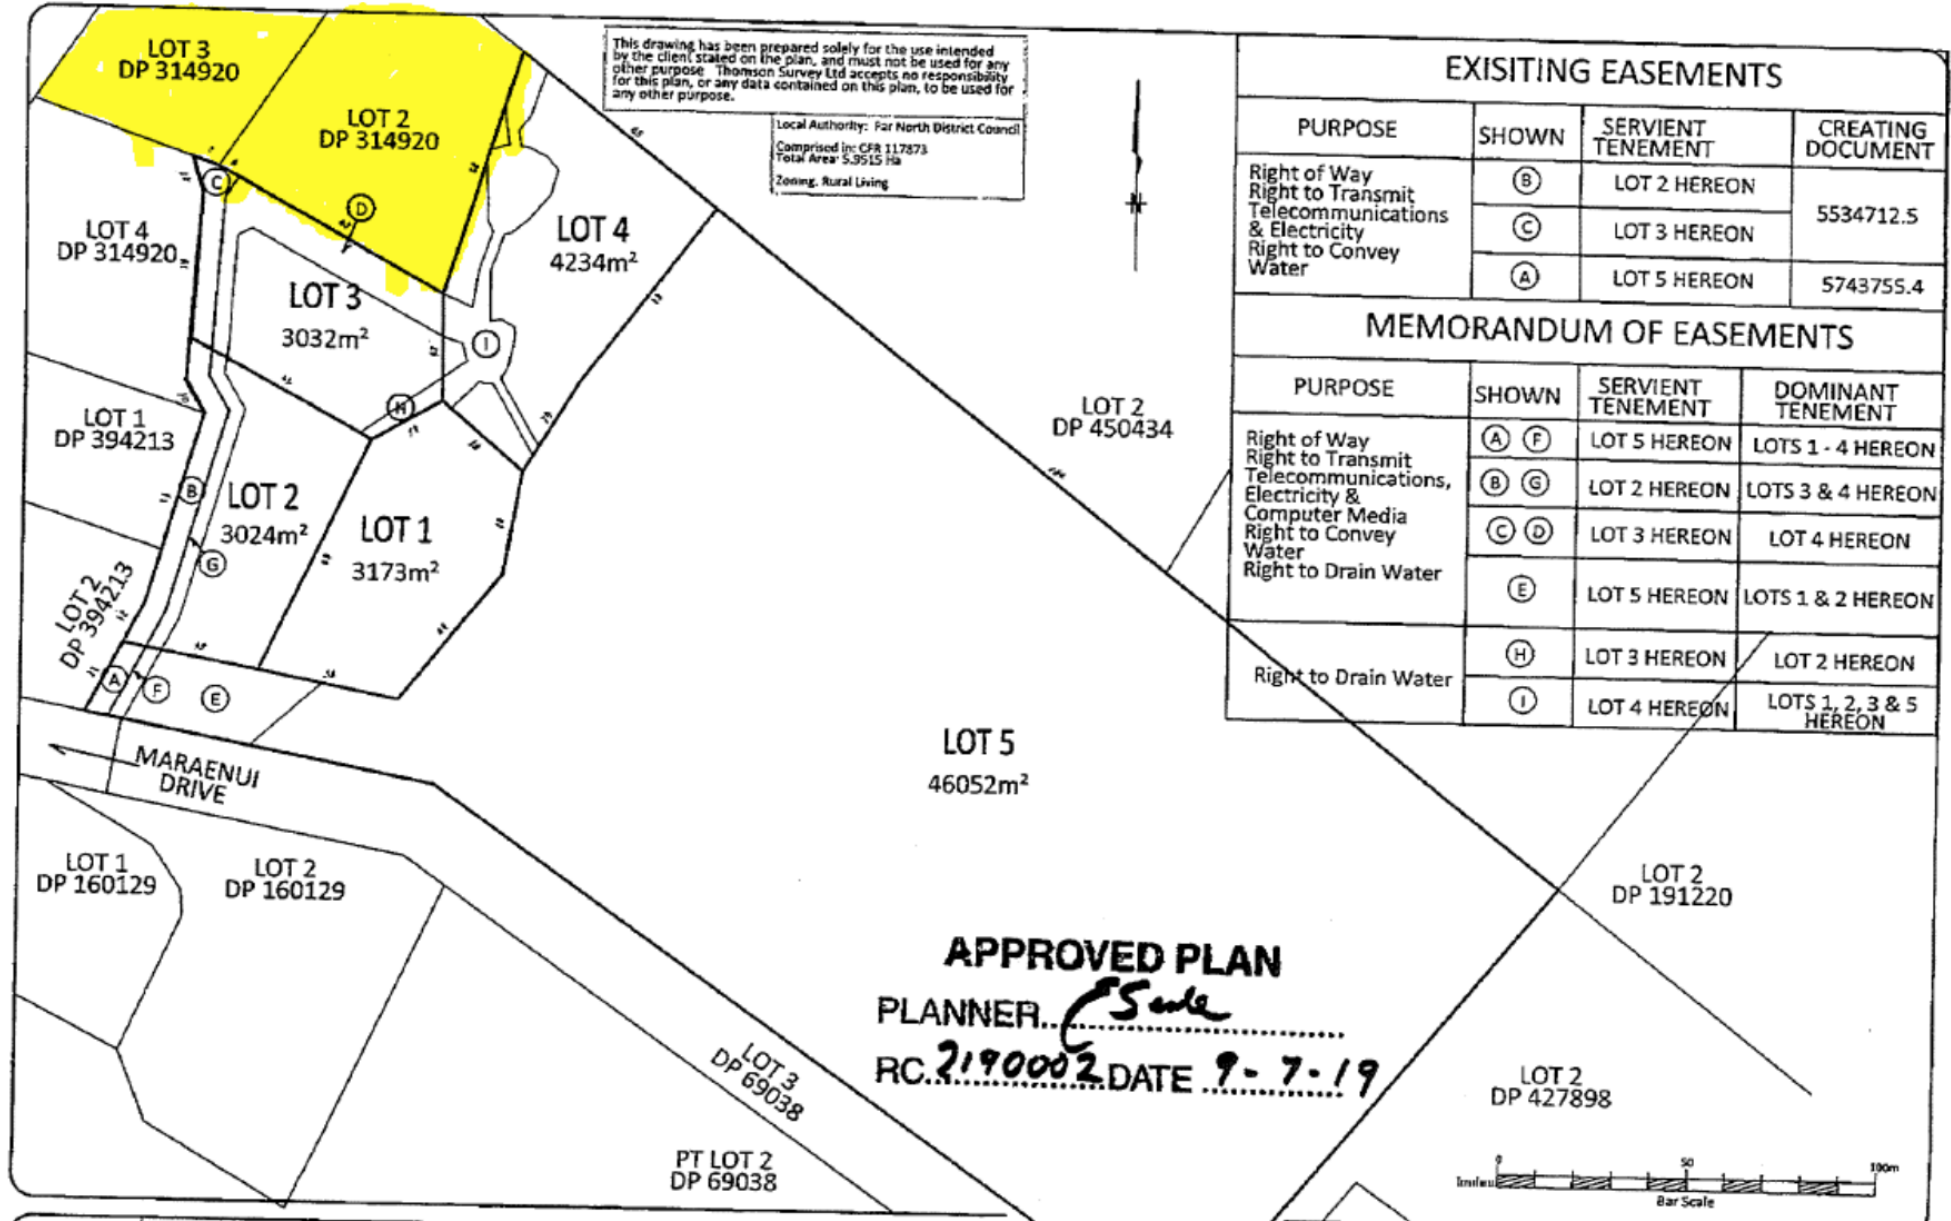 LOT 3
DP 314920
LOT 2
DP 314920
This drawing has been prepared solely for the use intended
by the client stated on the plan, and must not be used for any
other purpose Thomson Survey Ltd accepts no responsibility
for this plan, or any data contained on this plan, to be used for
any other purpose.
Local Authority: Far North District Council
Comprised in: CFR 117873
Total Area: 5.9515 Ha
Zoning. Rural Living
N
EXISITING EASEMENTS
PURPOSE
SHOWN
SERVIENT
TENEMENT
CREATING
DOCUMENT
Right of Way
Right to Transmit
Telecommunications
& Electricity
Right to Convey
Water
B
LOT 2 HEREON
C
LOT 3 HEREON
5534712.5
A
LOT 5 HEREON
5743755.4
MEMORANDUM OF EASEMENTS
PURPOSE
SHOWN
SERVIENT
TENEMENT
DOMINANT
TENEMENT
Right of Way
Right to Transmit
Telecommunications,
Electricity &
Computer Media
Right to Convey
Water
Right to Drain Water
A F LOT 5 HEREON LOTS 1 - 4 HEREON
B G LOT 2 HEREON LOTS 3 & 4 HEREON
C D LOT 3 HEREON LOT 4 HEREON
E LOT 5 HEREON LOTS 1 & 2 HEREON
Right to Drain Water
H LOT 3 HEREON LOT 2 HEREON
I LOT 4 HEREON LOTS 1, 2, 3 & 5
HEREON
C
D
LOT 4
DP 314920
LOT 4
4234m²
LOT 3
3032m²
I
H
LOT 1
DP 394213
LOT 2
DP 450434
B
LOT 2
3024m²
LOT 1
3173m²
G
LOT 2
DP 394213
A
F
E
MARAENUI
DRIVE
LOT 5
46052m²
LOT 1
DP 160129
LOT 2
DP 160129
LOT 2
DP 191220
APPROVED PLAN
PLANNER
RC. 2190002 DATE 9-7-19
LOT 3
DP 69038
LOT 2
DP 427898
PT LOT 2
DP 69038
0 50 100m
Bar Scale